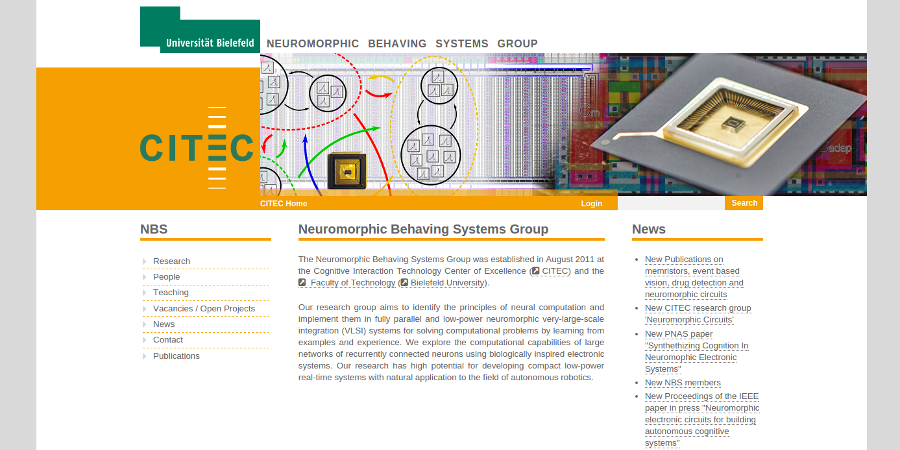 Universität Bielefeld
NEUROMORPHIC BEHAVING SYSTEMS GROUP
CITEC
CITEC Home
Login
Search
NBS
Research
People
Teaching
Vacancies / Open Projects
News
Contact
Publications
Neuromorphic Behaving Systems Group
The Neuromorphic Behaving Systems Group was established in August 2011 at
the Cognitive Interaction Technology Center of Excellence (CITEC) and the
Faculty of Technology (Bielefeld University).
Our research group aims to identify the principles of neural computation and
implement them in fully parallel and low-power neuromorphic very-large-scale
integration (VLSI) systems for solving computational problems by learning from
examples and experience. We explore the computational capabilities of large
networks of recurrently connected neurons using biologically inspired electronic
systems. Our research has high potential for developing compact low-power
real-time systems with natural application to the field of autonomous robotics.
News
New Publications on
memristors, event based
vision, drug detection and
neuromorphic circuits
New CITEC research group
'Neuromorphic Circuits'
New PNAS paper
"Synthethizing Cognition In
Neuromophic Electronic
Systems"
New NBS members
New Proceedings of the IEEE
paper in press "Neuromorphic
electronic circuits for building
autonomous cognitive
systems"